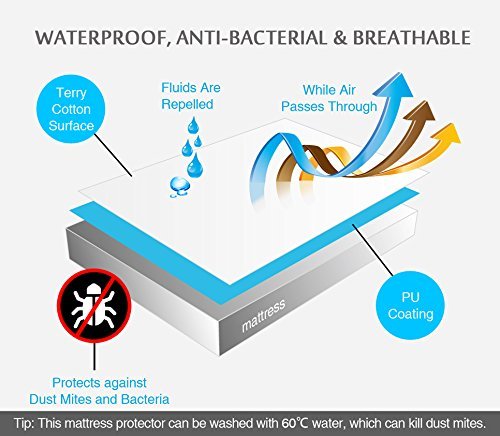 WATERPROOF, ANTI-BACTERIAL & BREATHABLE
Terry
Cotton
Surface
Fluids Are
Repelled
While Air
Passes Through
PU
Coating
mattress
Protects against
Dust Mites and Bacteria
Tip: This mattress protector can be washed with 60℃ water, which can kill dust mites.